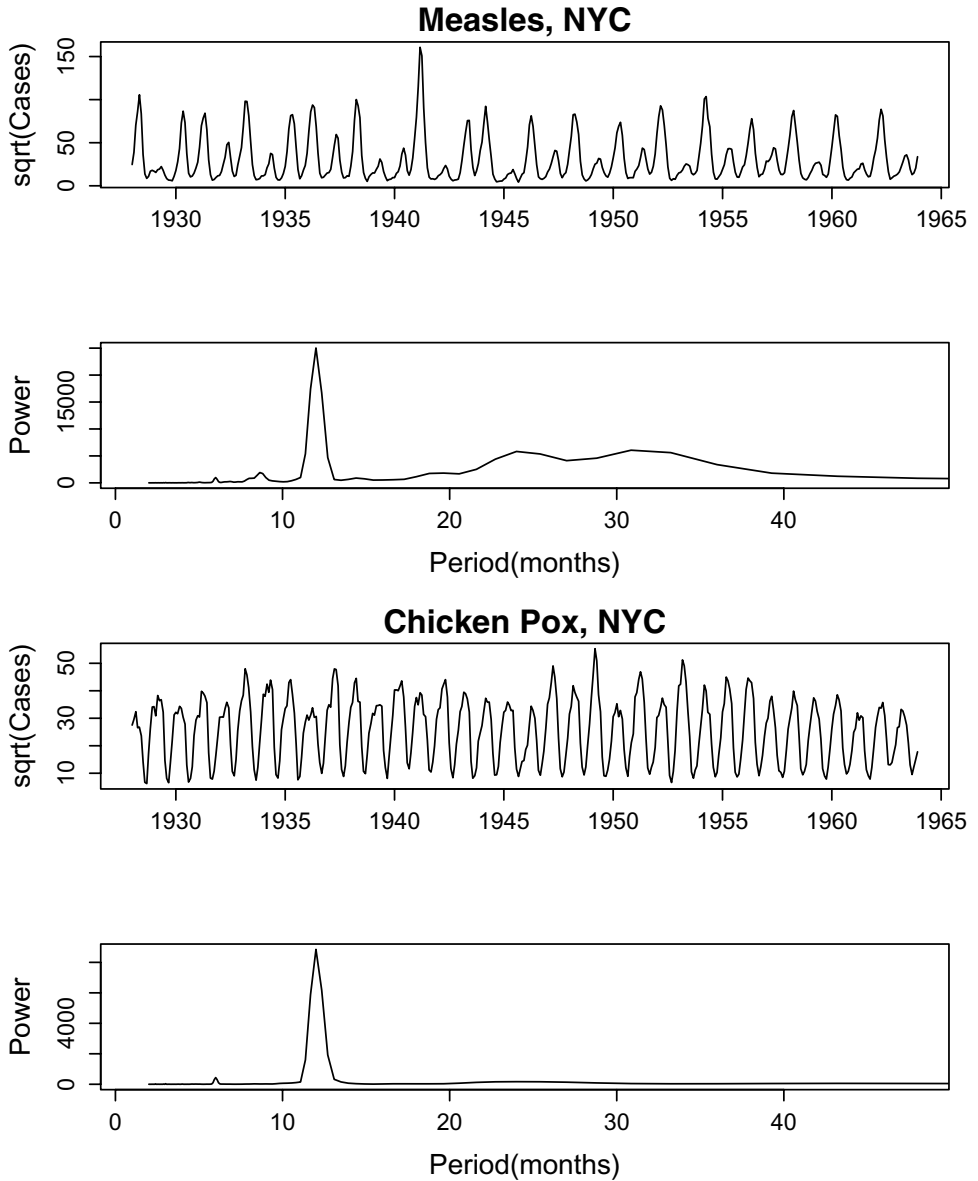 Measles, NYC
sqrt(Cases)
0 50 150
1930 1935 1940 1945 1950 1955 1960 1965
Power
0 15000
0 10 20 30 40
Period(months)
Chicken Pox, NYC
sqrt(Cases)
10 30 50
1930 1935 1940 1945 1950 1955 1960 1965
Power
0 4000
0 10 20 30 40
Period(months)